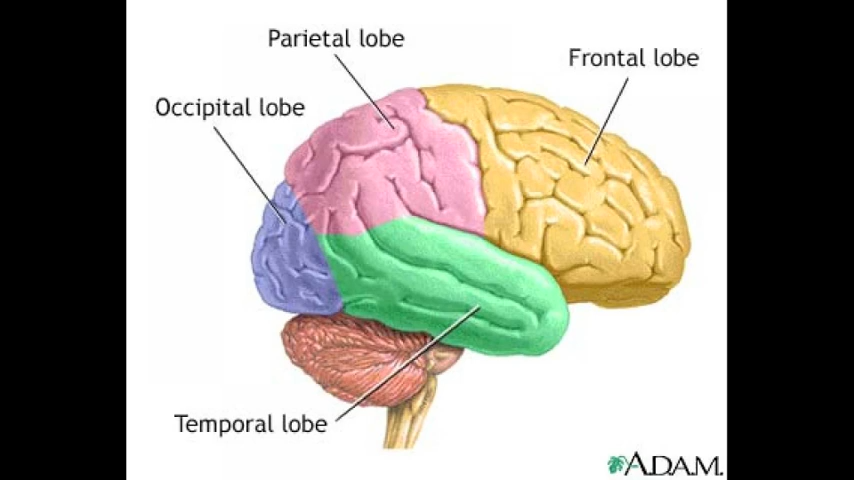 Parietal lobe
Frontal lobe
Occipital lobe
Temporal lobe
A.D.A.M.